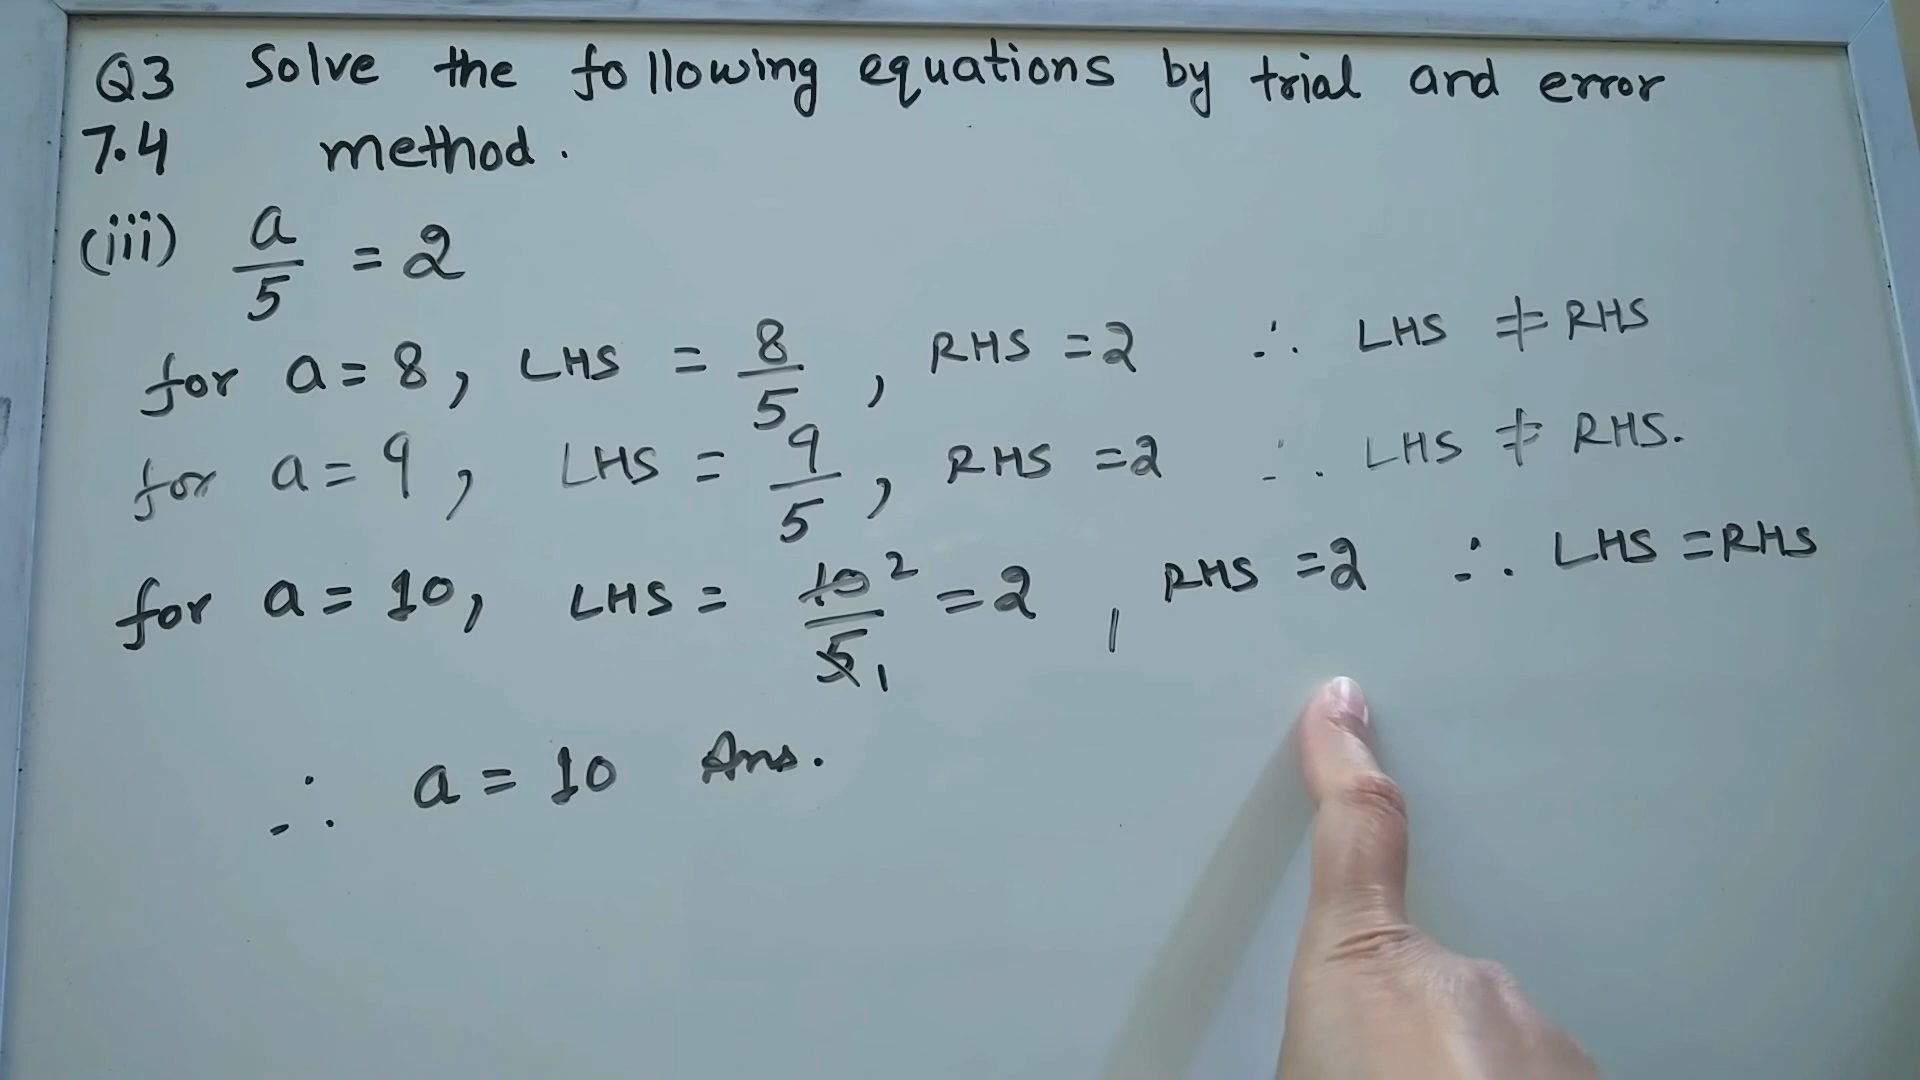 Q3 Solve the following equations by trial and error
7.4 method.
(iii) a/5 = 2
for a = 8, LHS = 8/5, RHS = 2 ∴ LHS ≠ RHS
for a = 9, LHS = 9/5, RHS = 2 ∴ LHS ≠ RHS.
for a = 10, LHS = 10²/5₁ = 2, RHS = 2 ∴ LHS = RHS
∴ a = 10 Ans.